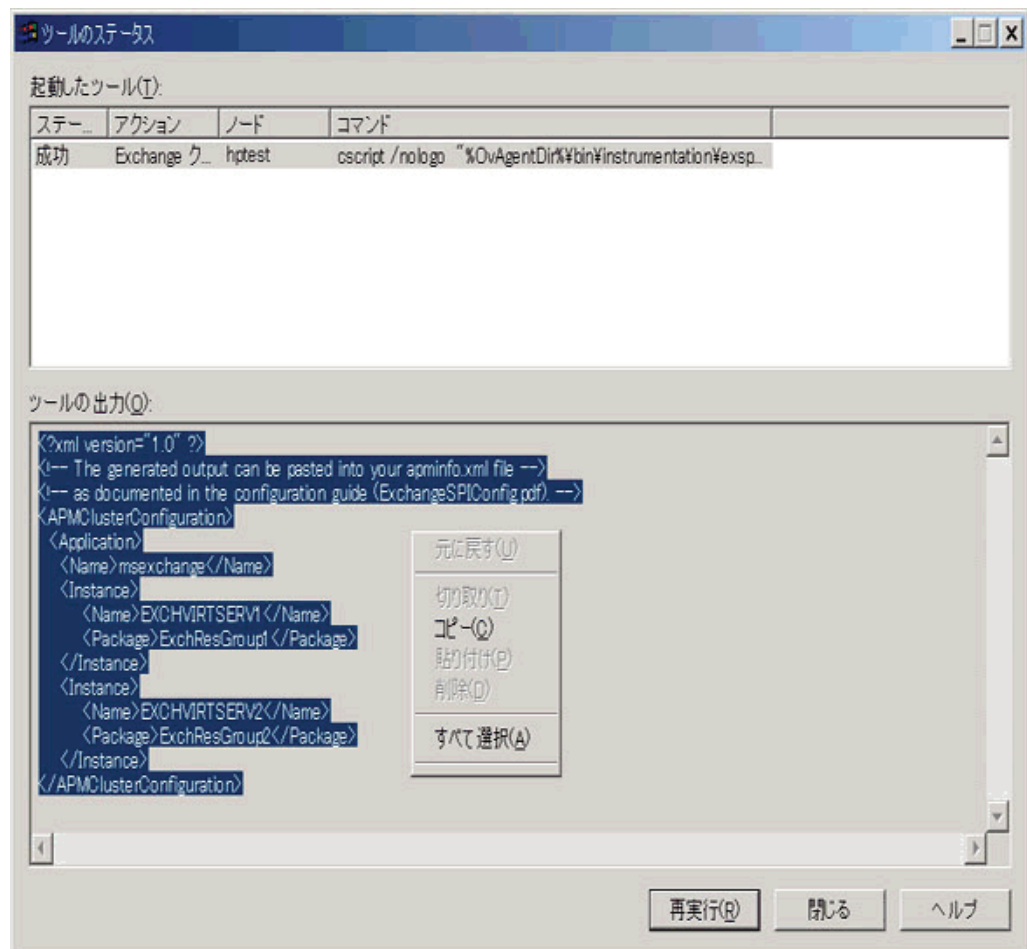 ツールのステータス
起動したツール(T):
ステー... アクション ノード コマンド
成功 Exchange ク... hptest cscript /nologo "%OvAgentDir%¥bin¥instrumentation¥exsp...
ツールの出力(O):
<?xml version="1.0" ?>
<!-- The generated output can be pasted into your apminfo.xml file -->
<!-- as documented in the configuration guide (ExchangeSPIConfig.pdf). -->
<APMClusterConfiguration>
<Application>
<Name>msexchange</Name>
<Instance>
<Name>EXCHVIRTSERV1</Name>
<Package>ExchResGroup1</Package>
</Instance>
<Instance>
<Name>EXCHVIRTSERV2</Name>
<Package>ExchResGroup2</Package>
</Instance>
</APMClusterConfiguration>
元に戻す(U)
切り取り(T)
コピー(C)
貼り付け(P)
削除(D)
すべて選択(A)
再実行(R) 閉じる ヘルプ